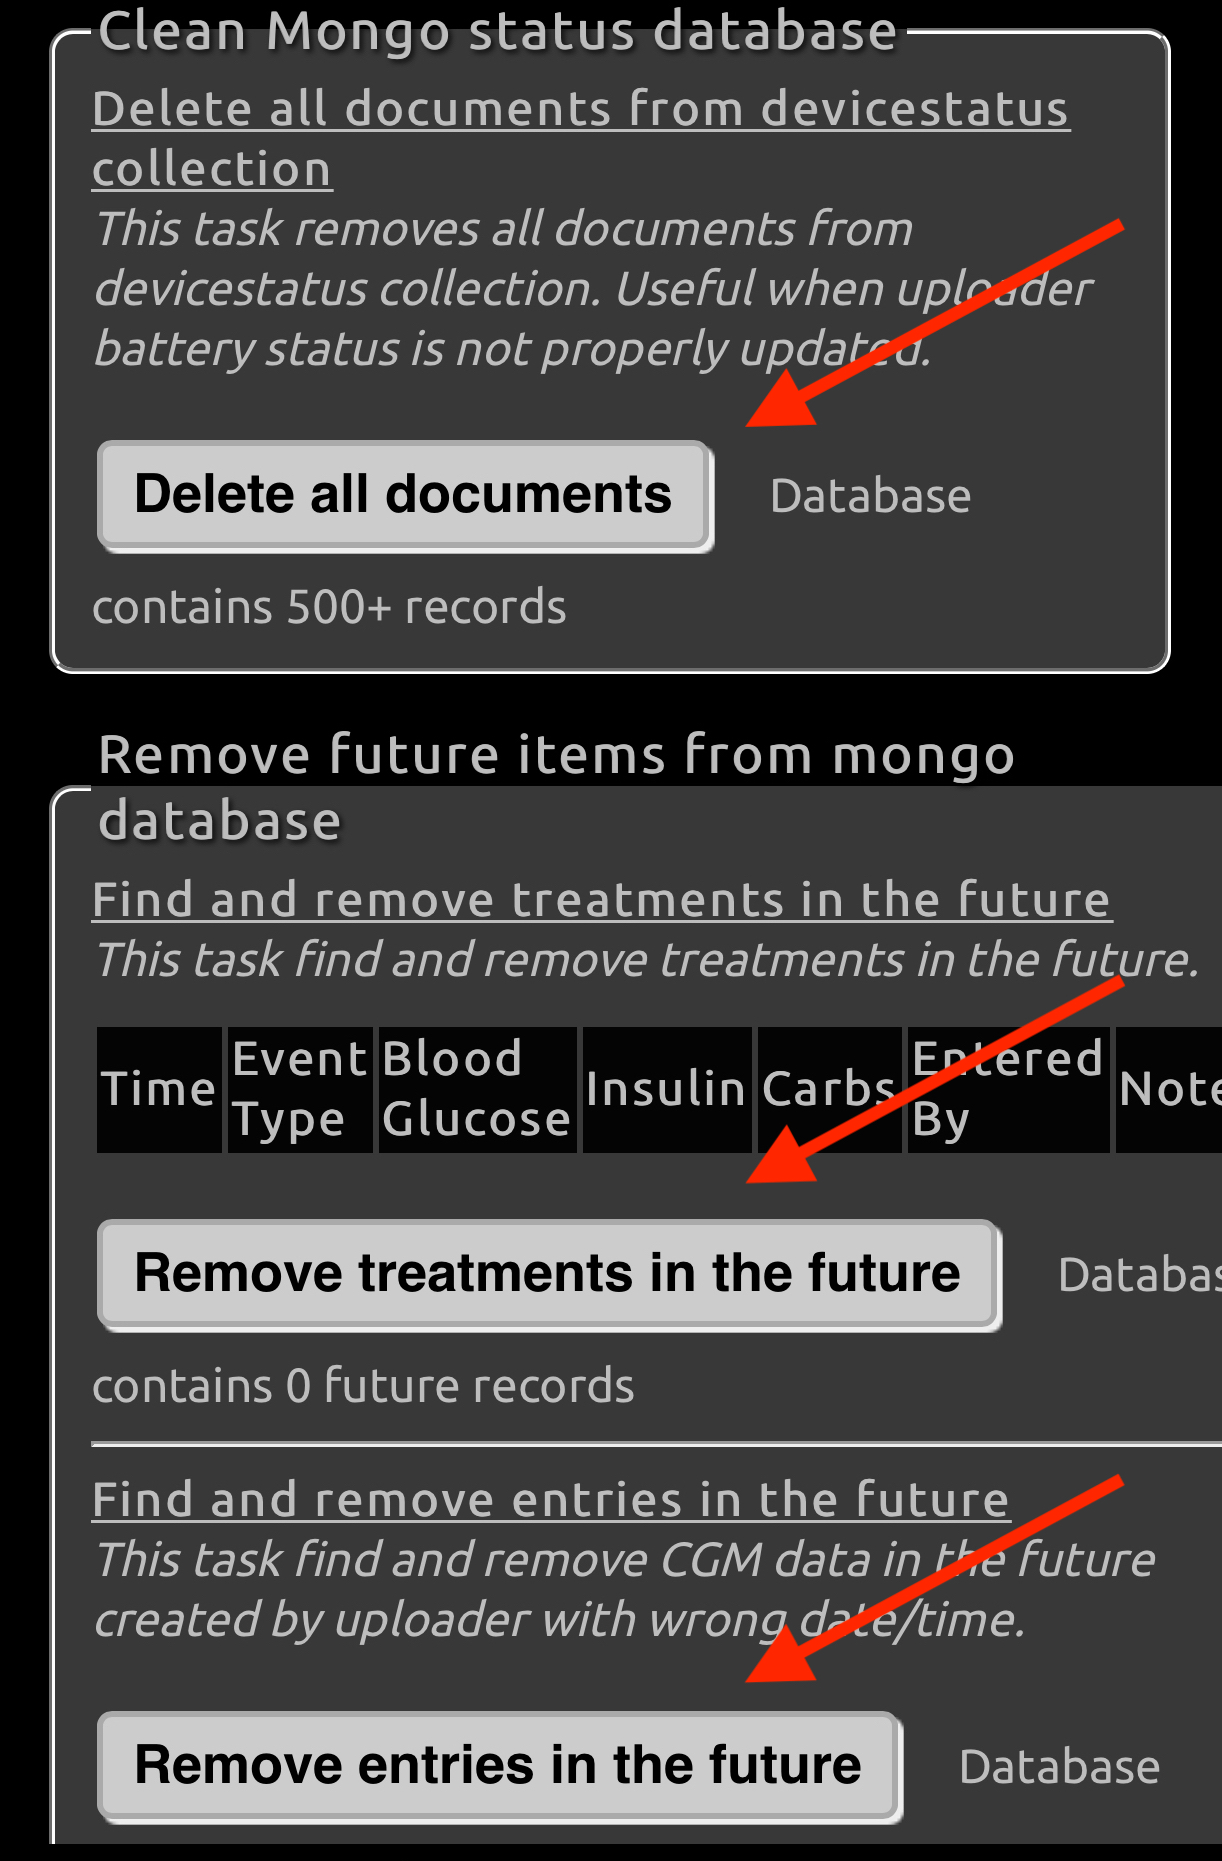 Clean Mongo status database
Delete all documents from devicestatus
collection
This task removes all documents from
devicestatus collection. Useful when uploader
battery status is not properly updated.
Delete all documents Database
contains 500+ records
Remove future items from mongo
database
Find and remove treatments in the future
This task find and remove treatments in the future.
Time Event Type Blood Glucose Insulin Carbs Entered By Note
Remove treatments in the future Databas
contains 0 future records
Find and remove entries in the future
This task find and remove CGM data in the future
created by uploader with wrong date/time.
Remove entries in the future Database